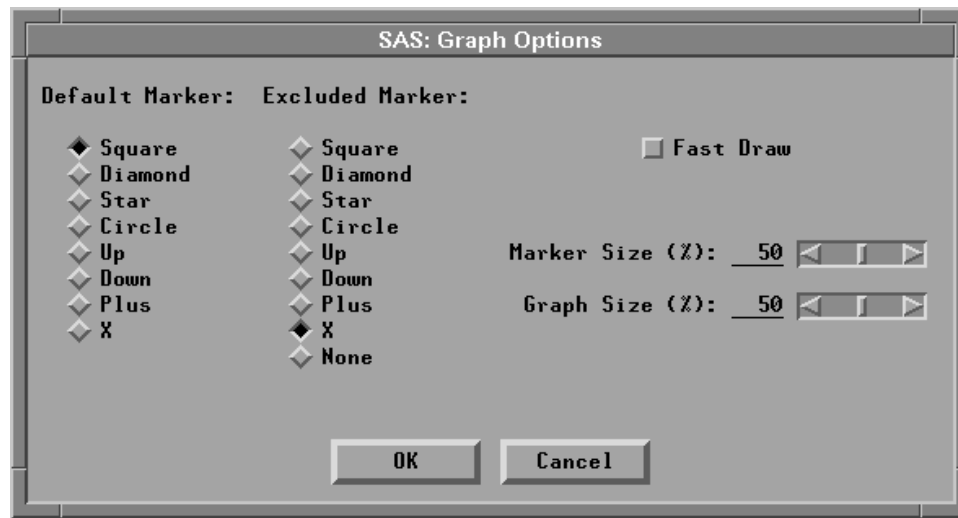 SAS: Graph Options
Default Marker: Excluded Marker:
Square Square Fast Draw
Diamond Diamond
Star Star
Circle Circle
Up Up Marker Size (%): 50
Down Down
Plus Plus Graph Size (%): 50
X X
None
OK Cancel